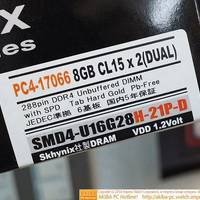 X
ies
PC4-17066 8GB CL15 x 2(DUAL)
288pin DDR4 Unbuffered DIMM
with SPD Tab Hard Gold Pb-Free
JEDEC準拠 6層基板 国内5年保証
SMD4-U16G28H-21P-D
SKhynix社製DRAM VDD 1.2Volt
AKIBA PC Hotline!